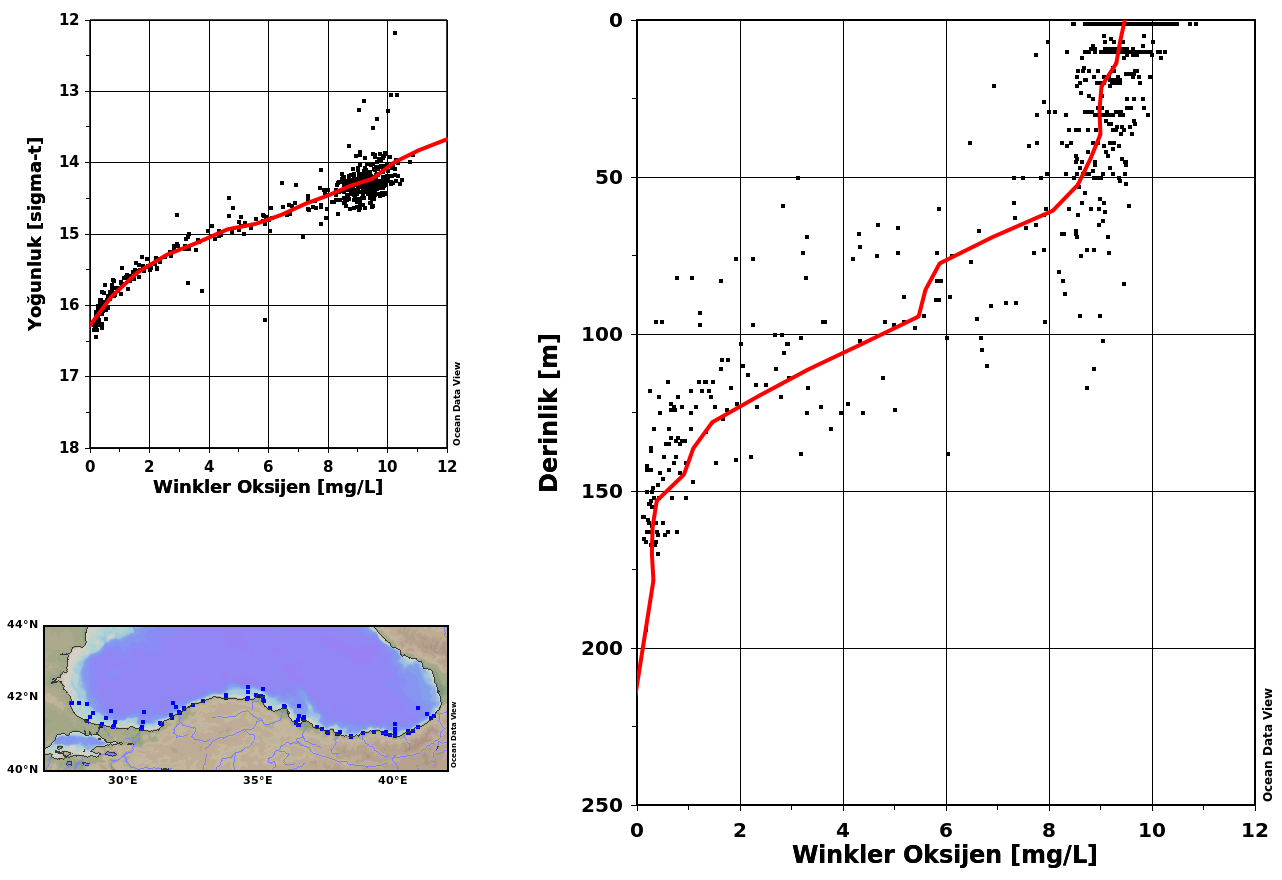 12
13
14
15
16
17
18
Yoğunluk [sigma-t]
0 2 4 6 8 10 12
Winkler Oksijen [mg/L]
Ocean Data View
44°N
42°N
40°N
30°E 35°E 40°E
Ocean Data View
0
50
100
150
200
250
Derinlik [m]
0 2 4 6 8 10 12
Winkler Oksijen [mg/L]
Ocean Data View